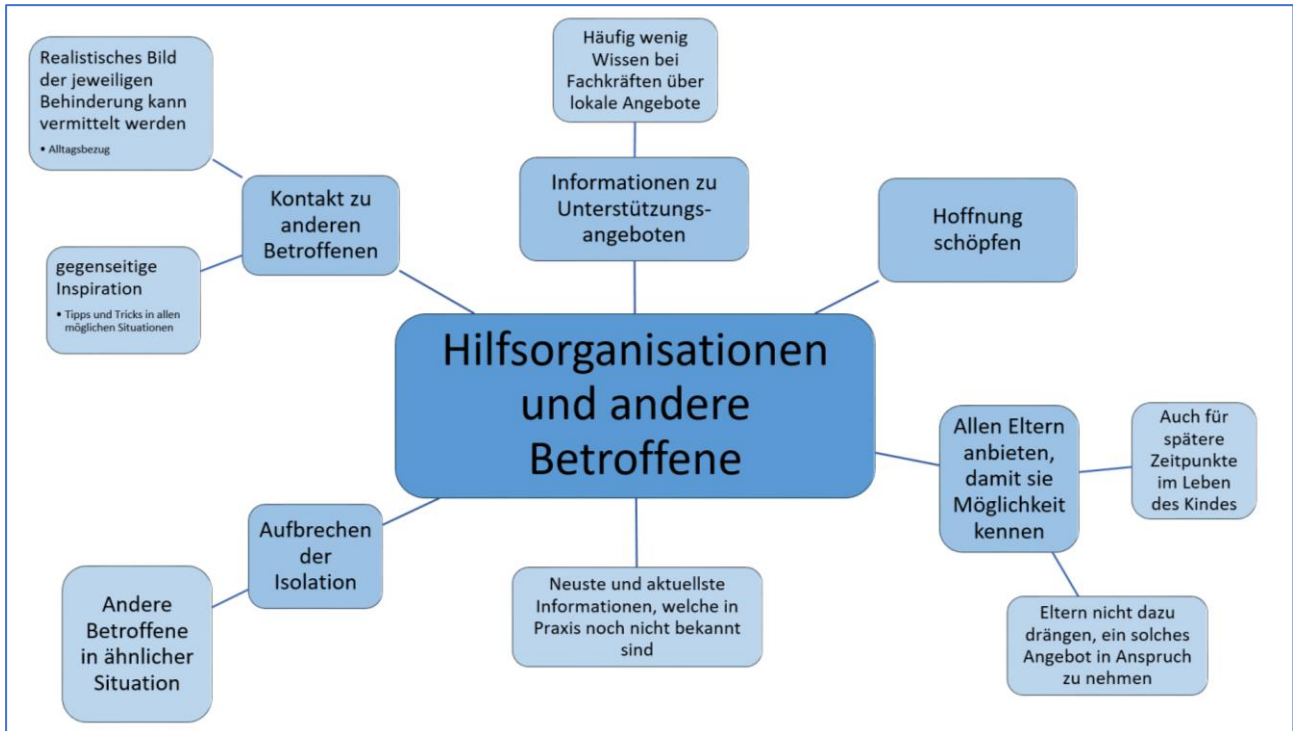 Realistisches Bild
der jeweiligen
Behinderung kann
vermittelt werden
• Alltagsbezug
Häufig wenig
Wissen bei
Fachkräften über
lokale Angebote
Kontakt zu
anderen
Betroffenen
Informationen zu
Unterstützungs-
angeboten
Hoffnung
schöpfen
gegenseitige
Inspiration
• Tipps und Tricks in allen
möglichen Situationen
Hilfsorganisationen
und andere
Betroffene
Allen Eltern
anbieten,
damit sie
Möglichkeit
kennen
Auch für
spätere
Zeitpunkte
im Leben
des Kindes
Aufbrechen
der
Isolation
Andere
Betroffene
in ähnlicher
Situation
Neuste und aktuellste
Informationen, welche in
Praxis noch nicht bekannt
sind
Eltern nicht dazu
drängen, ein solches
Angebot in Anspruch
zu nehmen